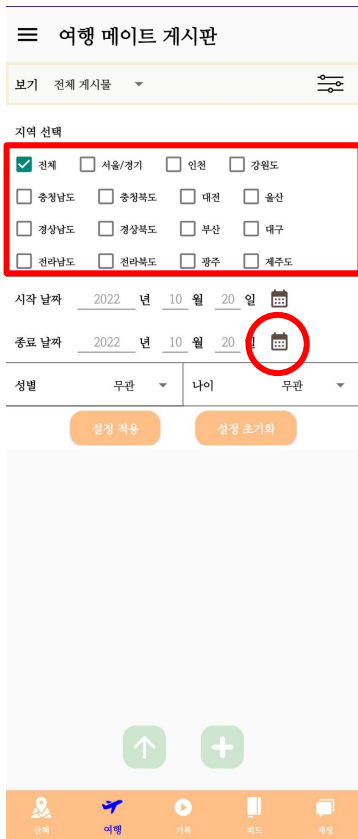 여행 메이트 게시판
보기 전체 게시물
지역 선택
전체 서울/경기 인천 강원도
충청남도 충청북도 대전 울산
경상남도 경상북도 부산 대구
전라남도 전라북도 광주 제주도
시작 날짜 2022 년 10 월 20 일
종료 날짜 2022 년 10 월 20 일
성별 무관 나이 무관
설정 적용 설정 초기화
산책 여행 기록 피드 채팅